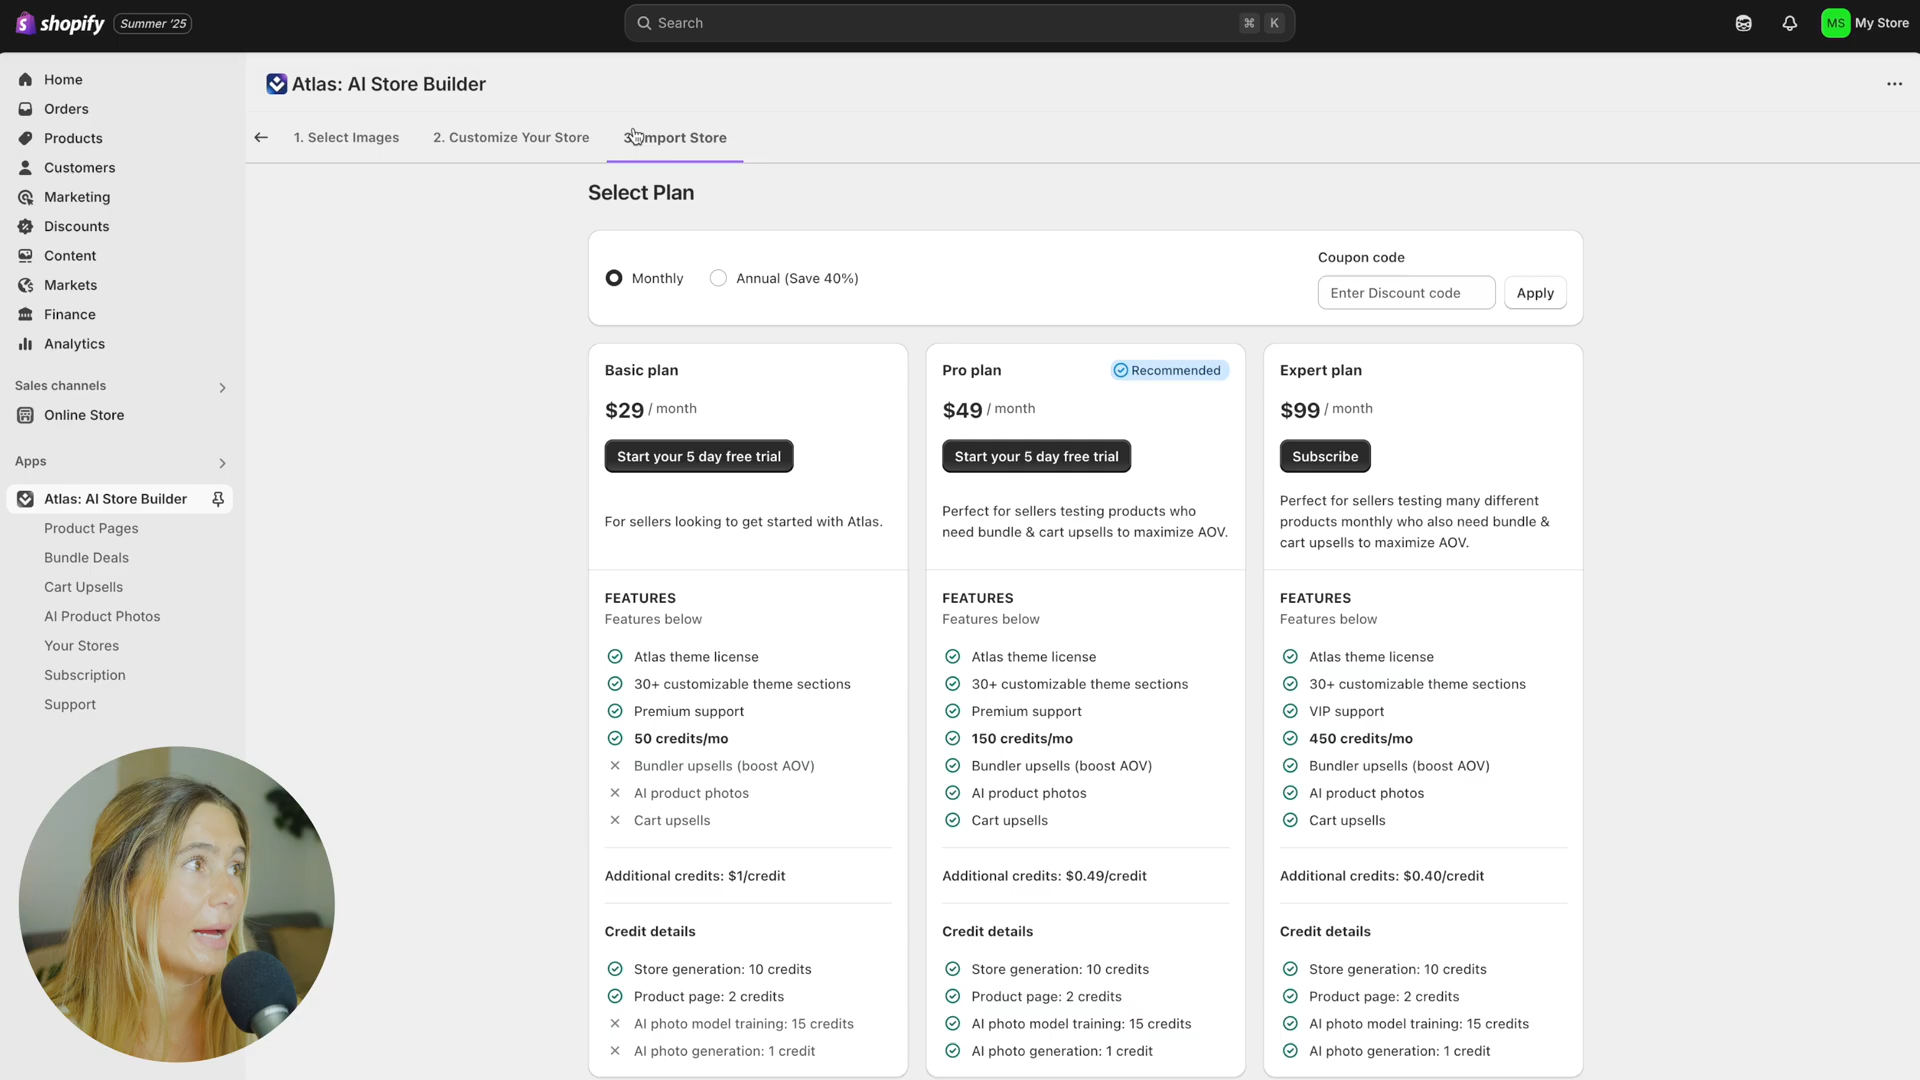 shopify Summer '25
Search
⌘ K
MS My Store
Home
Orders
Products
Customers
Marketing
Discounts
Content
Markets
Finance
Analytics
Sales channels
Online Store
Apps
Atlas: AI Store Builder
Product Pages
Bundle Deals
Cart Upsells
AI Product Photos
Your Stores
Subscription
Support
Atlas: AI Store Builder
1. Select Images
2. Customize Your Store
3. Import Store
Select Plan
Monthly
Annual (Save 40%)
Coupon code
Enter Discount code
Apply
Basic plan
$29 / month
Start your 5 day free trial
For sellers looking to get started with Atlas.
FEATURES
Features below
Atlas theme license
30+ customizable theme sections
Premium support
50 credits/mo
Bundler upsells (boost AOV)
AI product photos
Cart upsells
Additional credits: $1/credit
Credit details
Store generation: 10 credits
Product page: 2 credits
AI photo model training: 15 credits
AI photo generation: 1 credit
Pro plan
Recommended
$49 / month
Start your 5 day free trial
Perfect for sellers testing products who
need bundle & cart upsells to maximize AOV.
FEATURES
Features below
Atlas theme license
30+ customizable theme sections
Premium support
150 credits/mo
Bundler upsells (boost AOV)
AI product photos
Cart upsells
Additional credits: $0.49/credit
Credit details
Store generation: 10 credits
Product page: 2 credits
AI photo model training: 15 credits
AI photo generation: 1 credit
Expert plan
$99 / month
Subscribe
Perfect for sellers testing many different
products monthly who also need bundle &
cart upsells to maximize AOV.
FEATURES
Features below
Atlas theme license
30+ customizable theme sections
VIP support
450 credits/mo
Bundler upsells (boost AOV)
AI product photos
Cart upsells
Additional credits: $0.40/credit
Credit details
Store generation: 10 credits
Product page: 2 credits
AI photo model training: 15 credits
AI photo generation: 1 credit